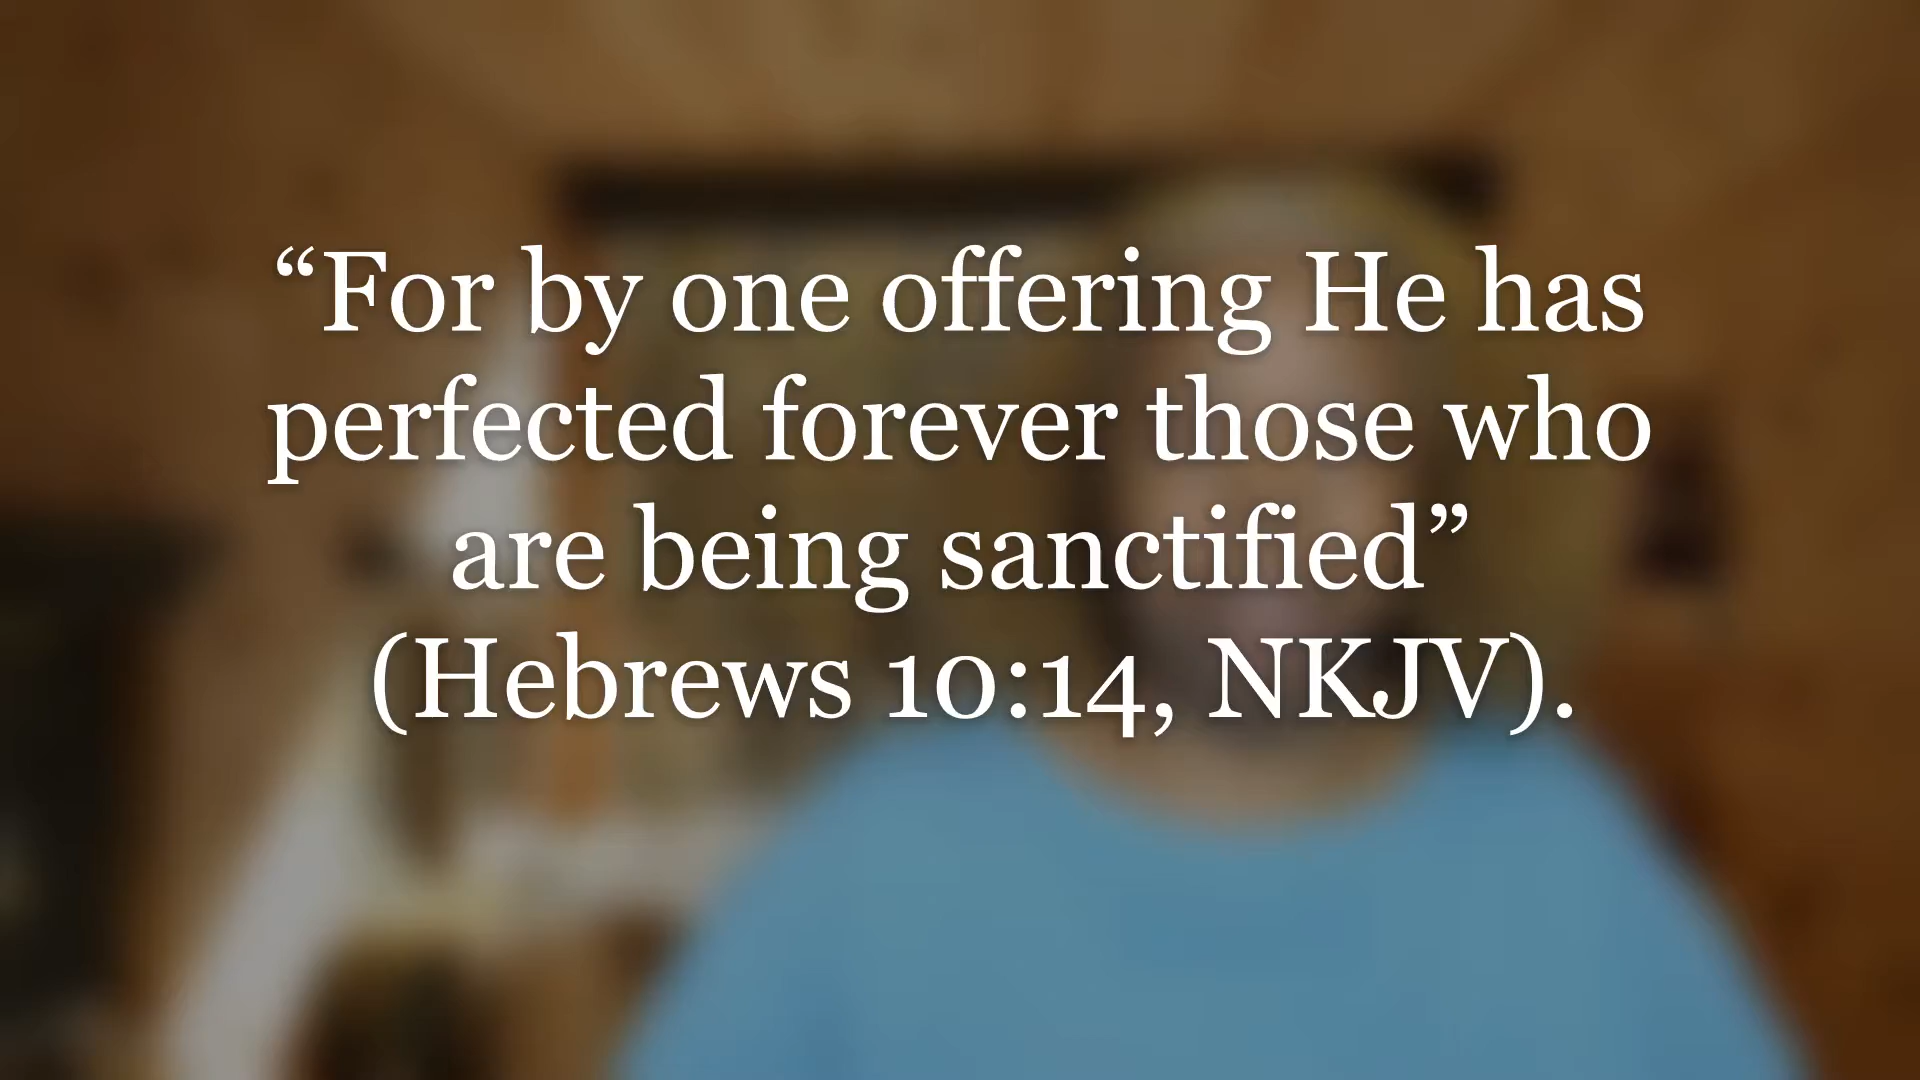 “For by one offering He has
perfected forever those who
are being sanctified”
(Hebrews 10:14, NKJV).